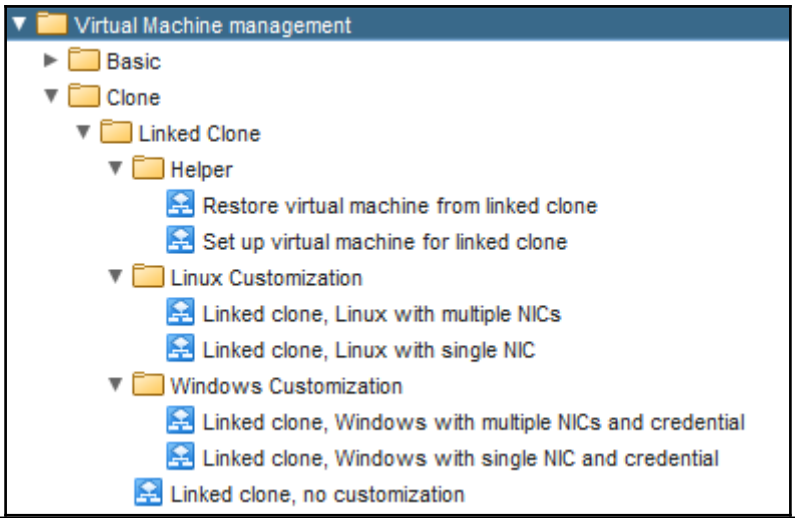 Virtual Machine management
Basic
Clone
Linked Clone
Helper
Restore virtual machine from linked clone
Set up virtual machine for linked clone
Linux Customization
Linked clone, Linux with multiple NICs
Linked clone, Linux with single NIC
Windows Customization
Linked clone, Windows with multiple NICs and credential
Linked clone, Windows with single NIC and credential
Linked clone, no customization